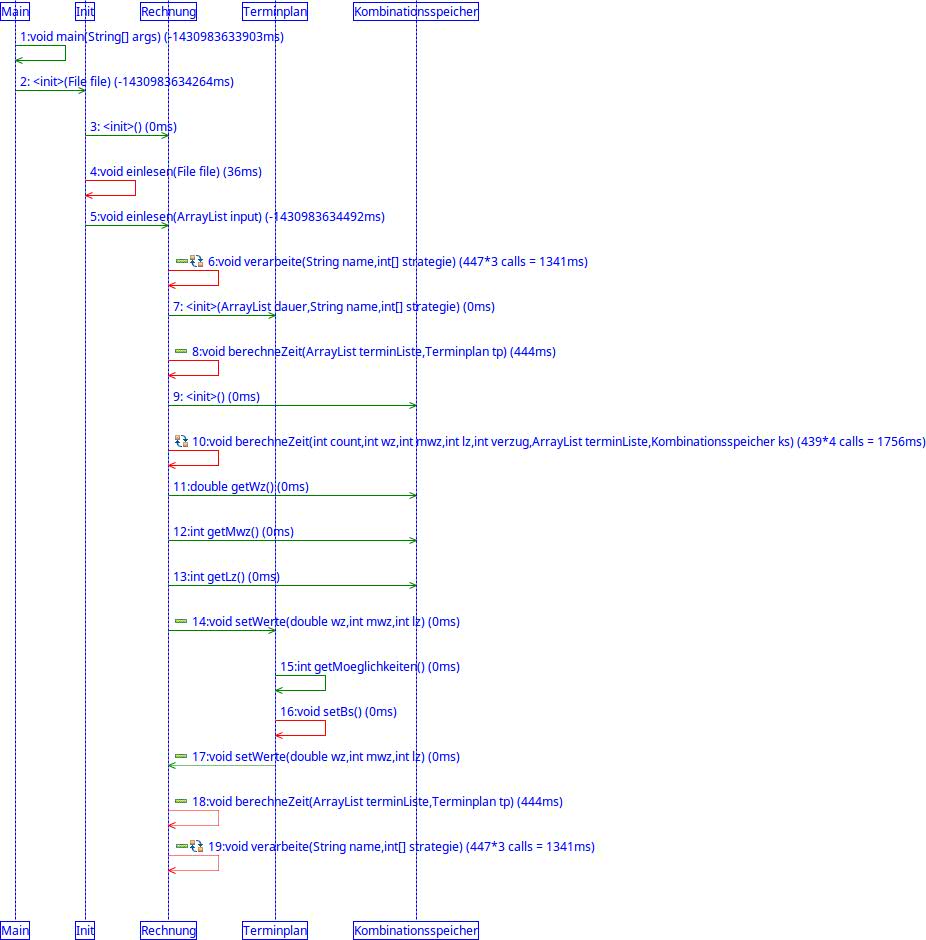 Main Init Rechnung Terminplan Kombinationsspeicher
1:void main(String[] args) (-1430983633903ms)
2: <init>(File file) (-1430983634264ms)
3: <init>() (0ms)
4:void einlesen(File file) (36ms)
5:void einlesen(ArrayList input) (-1430983634492ms)
6:void verarbeite(String name,int[] strategie) (447*3 calls = 1341ms)
7: <init>(ArrayList dauer,String name,int[] strategie) (0ms)
8:void berechneZeit(ArrayList terminListe,Terminplan tp) (444ms)
9: <init>() (0ms)
10:void berechneZeit(int count,int wz,int mwz,int lz,int verzug,ArrayList terminListe,Kombinationsspeicher ks) (439*4 calls = 1756ms)
11:double getWz() (0ms)
12:int getMwz() (0ms)
13:int getLz() (0ms)
14:void setWerte(double wz,int mwz,int lz) (0ms)
15:int getMoeglichkeiten() (0ms)
16:void setBs() (0ms)
17:void setWerte(double wz,int mwz,int lz) (0ms)
18:void berechneZeit(ArrayList terminListe,Terminplan tp) (444ms)
19:void verarbeite(String name,int[] strategie) (447*3 calls = 1341ms)
Main Init Rechnung Terminplan Kombinationsspeicher